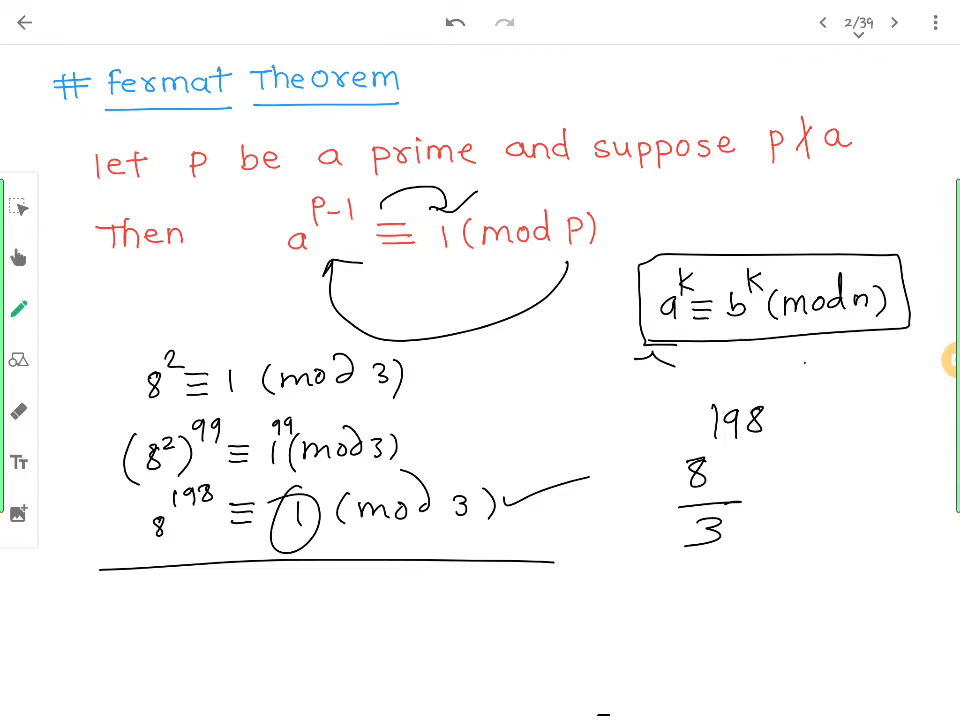 2/39
# Fermat Theorem
let p be a prime and suppose p∤a
Then a^{p-1} ≡ 1 (mod p)
a^k ≡ b^k (mod n)
8^2 ≡ 1 (mod 3)
(8^2)^{99} ≡ 1^{99} (mod 3)
8^{198} ≡ 1 (mod 3)
198
8
3
Tт